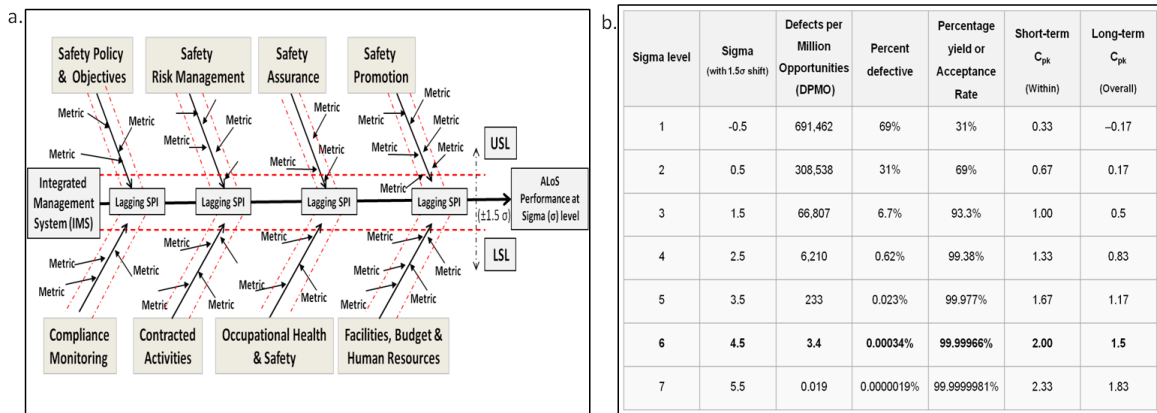 a.
Safety Policy
& Objectives
Safety
Risk Management
Safety
Assurance
Safety
Promotion
Metric
Metric
Metric
Metric
Metric
Metric
Metric
Metric
Metric
Metric
Metric
Metric
USL
Integrated
Management
System (IMS)
Lagging SPI
Lagging SPI
Lagging SPI
Lagging SPI
(±1.5 σ)
ALoS
Performance at
Sigma (σ) level
LSL
Metric
Metric
Metric
Metric
Metric
Metric
Metric
Metric
Metric
Metric
Metric
Metric
Compliance
Monitoring
Contracted
Activities
Occupational Health
& Safety
Facilities, Budget &
Human Resources
b.
Sigma level
Sigma
(with 1.5σ shift)
Defects per
Million
Opportunities
(DPMO)
Percent
defective
Percentage
yield or
Acceptance
Rate
Short-term
Cpk
(Within)
Long-term
Cpk
(Overall)
1 -0.5 691,462 69% 31% 0.33 –0.17
2 0.5 308,538 31% 69% 0.67 0.17
3 1.5 66,807 6.7% 93.3% 1.00 0.5
4 2.5 6,210 0.62% 99.38% 1.33 0.83
5 3.5 233 0.023% 99.977% 1.67 1.17
6 4.5 3.4 0.00034% 99.99966% 2.00 1.5
7 5.5 0.019 0.0000019% 99.9999981% 2.33 1.83